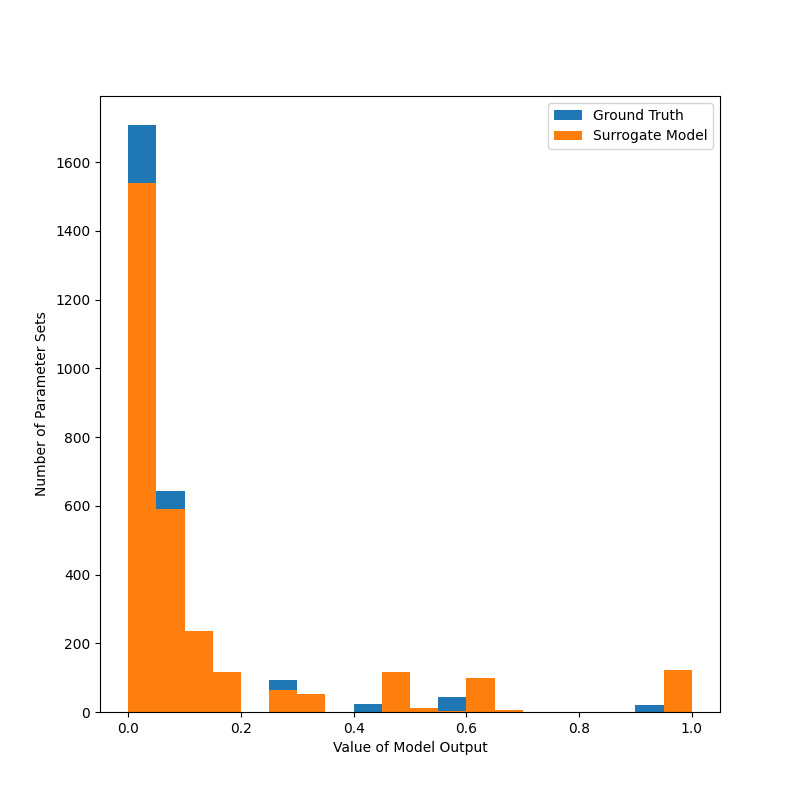 Ground Truth
Surrogate Model
Number of Parameter Sets
1600
1400
1200
1000
800
600
400
200
0
0.0 0.2 0.4 0.6 0.8 1.0
Value of Model Output